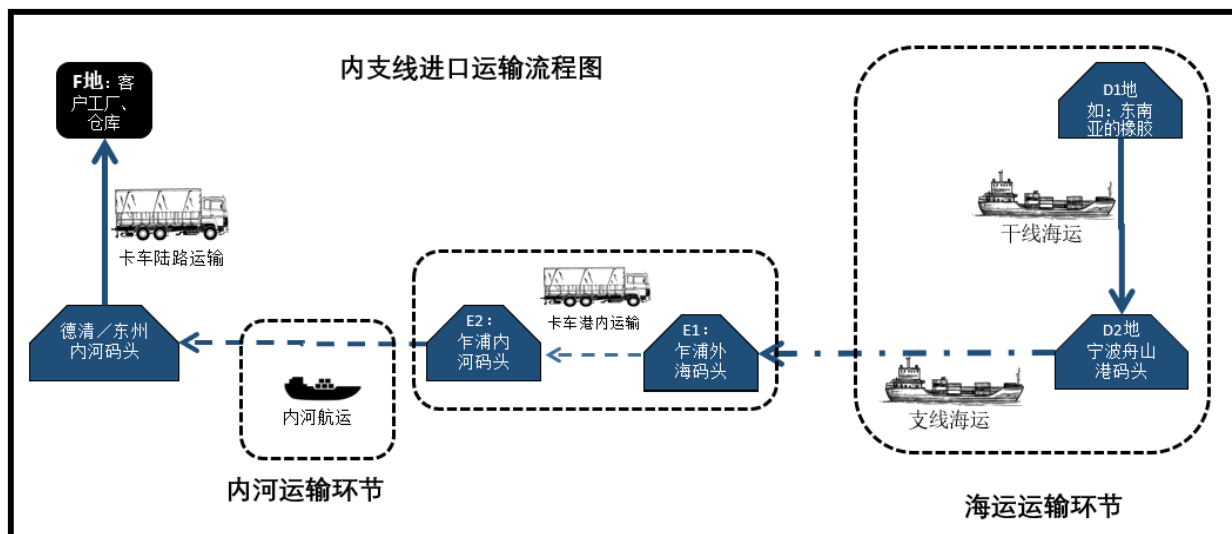 内支线进口运输流程图
F地：客
户工厂、
仓库
D1地
如：东南
亚的橡胶
干线海运
卡车陆路运输
卡车港内运输
德清／东州
内河码头
E2：
乍浦内
河码头
E1：
乍浦外
海码头
D2地
宁波舟山
港码头
内河航运
支线海运
内河运输环节
海运运输环节